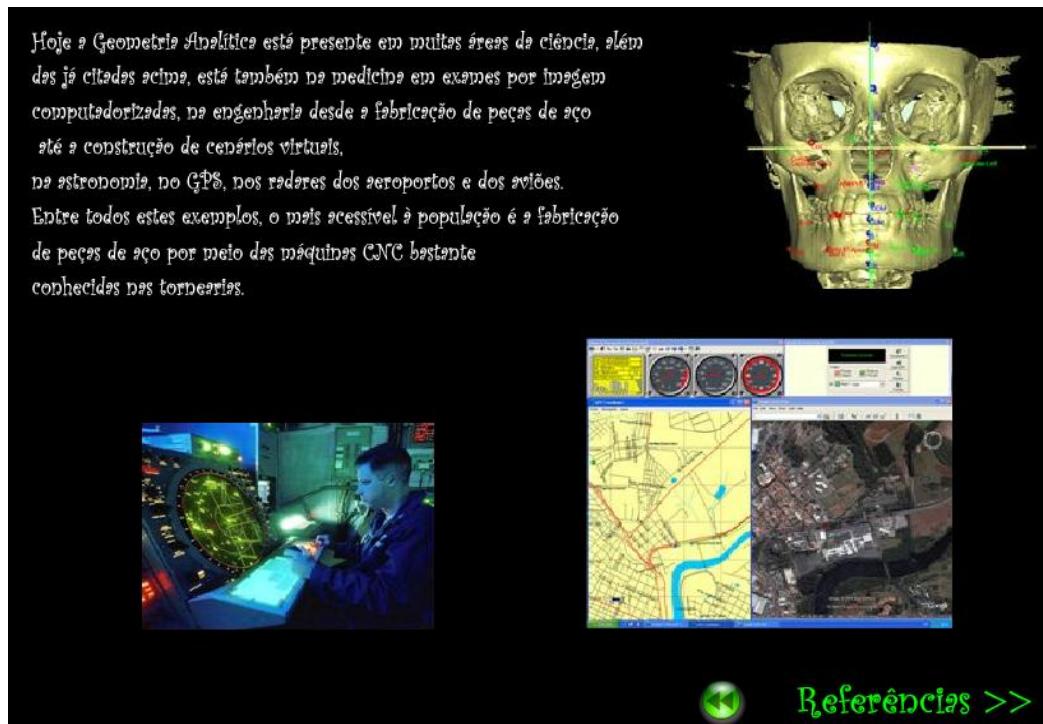 Hoje a Geometria Analítica está presente em muitas áreas da ciência, além
das já citadas acima, está também na medicina em exames por imagem
computadorizadas, na engenharia desde a fabricação de peças de aço
até a construção de cenários virtuais,
na astronomia, no GPS, nos radares dos aeroportos e dos aviões.
Entre todos estes exemplos, o mais acessível à população é a fabricação
de peças de aço por meio das máquinas CNC bastante
conhecidas nas tornearias.
Google
Referências >>